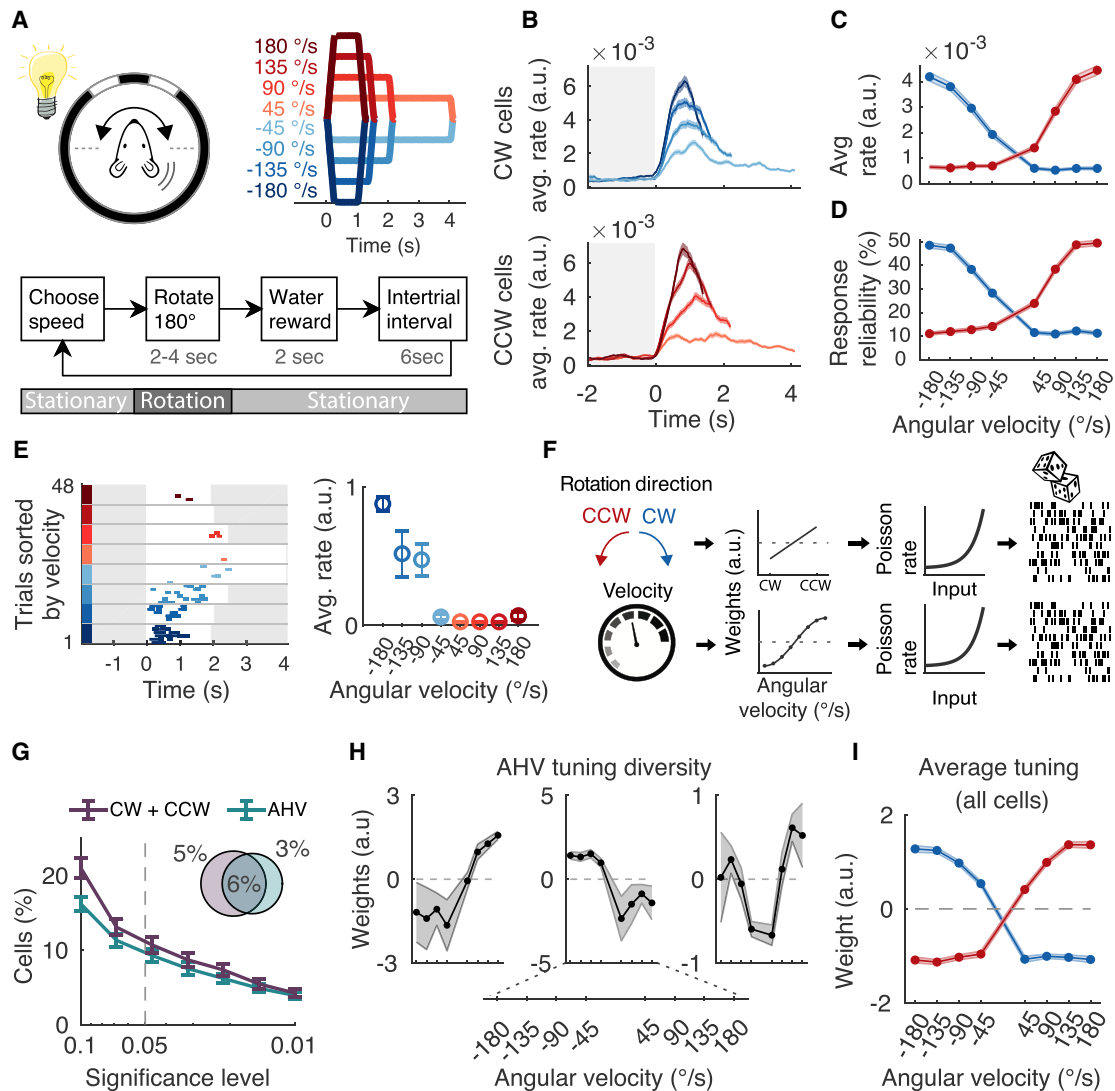 A
180 °/s
135 °/s
90 °/s
45 °/s
-45 °/s
-90 °/s
-135 °/s
-180 °/s
0 1 2 3 4
Time (s)
Choose speed
Rotate 180°
Water reward
Intertrial interval
2-4 sec
2 sec
6sec
Stationary
Rotation
Stationary
B
× 10⁻³
CW cells
avg. rate (a.u.)
6
4
2
0
× 10⁻³
CCW cells
avg. rate (a.u.)
6
4
2
0
-2 0 2 4
Time (s)
C
× 10⁻³
Avg
rate (a.u.)
4
3
2
1
0
D
Response
reliability (%)
50
40
30
20
10
0
-180 -135 -90 -45 45 90 135 180
Angular velocity (°/s)
E
Trials sorted
by velocity
48
1
-1 0 1 2 3 4
Time (s)
Avg. rate (a.u.)
1
0
-180 -135 -90 -45 45 90 135 180
Angular velocity (°/s)
F
Rotation direction
CCW CW
Velocity
Weights (a.u.)
CW CCW
Angular
velocity (°/s)
Poisson
rate
Input
Poisson
rate
Input
G
CW + CCW
AHV
5%
6%
3%
Cells (%)
20
10
0
0.1 0.05 0.01
Significance level
H
AHV tuning diversity
Weights (a.u)
3
0
-3
5
0
-5
1
0
-1
-180 -135 -90 -45 45 90 135 180
Angular velocity (°/s)
I
Average tuning
(all cells)
Weight (a.u.)
2
0
-2
-180 -135 -90 -45 45 90 135 180
Angular velocity (°/s)